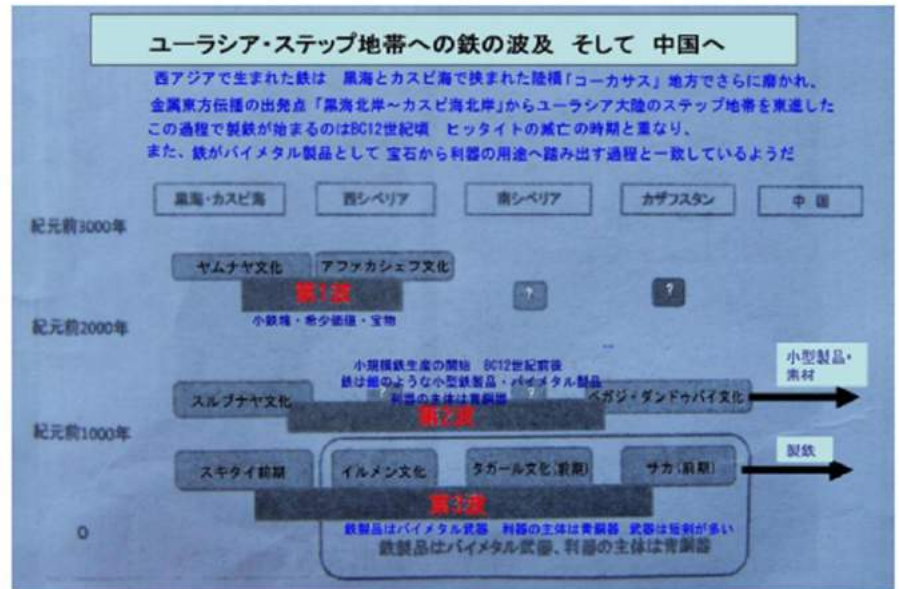 ユーラシア・ステップ地帯への鉄の波及 そして 中国へ
西アジアで生まれた鉄は 黒海とカスピ海で挟まれた陸橋「コーカサス」地方でさらに磨かれ、
金属東方伝播の出発点「黒海北岸～カスピ海北岸」からユーラシア大陸のステップ地帯を東進した
この過程で製鉄が始まるのはBC12世紀頃 ヒッタイトの滅亡の時期と重なり、
また、鉄がバイメタル製品として 宝石から利器の用途へ踏み出す過程と一致しているようだ
黒海・カスピ海 西シベリア 南シベリア カザフスタン 中国
紀元前3000年
ヤムナヤ文化 アファナシェフ文化
第1波 ? ?
小鉄塊・希少価値・宝物
紀元前2000年
小型製品・
素材
小規模鉄生産の開始 BC12世紀前後
鉄は錐のような小型鉄製品・バイメタル製品
利器の主体は青銅器
スルブナヤ文化 ? ? ベガジ・ダンドゥバイ文化
第2波
紀元前1000年
製鉄
スキタイ前期 イルメン文化 タガール文化(前期) サカ(前期)
第3波
0
鉄製品はバイメタル武器 利器の主体は青銅器 武器は短剣が多い
鉄製品はバイメタル武器、利器の主体は青銅器